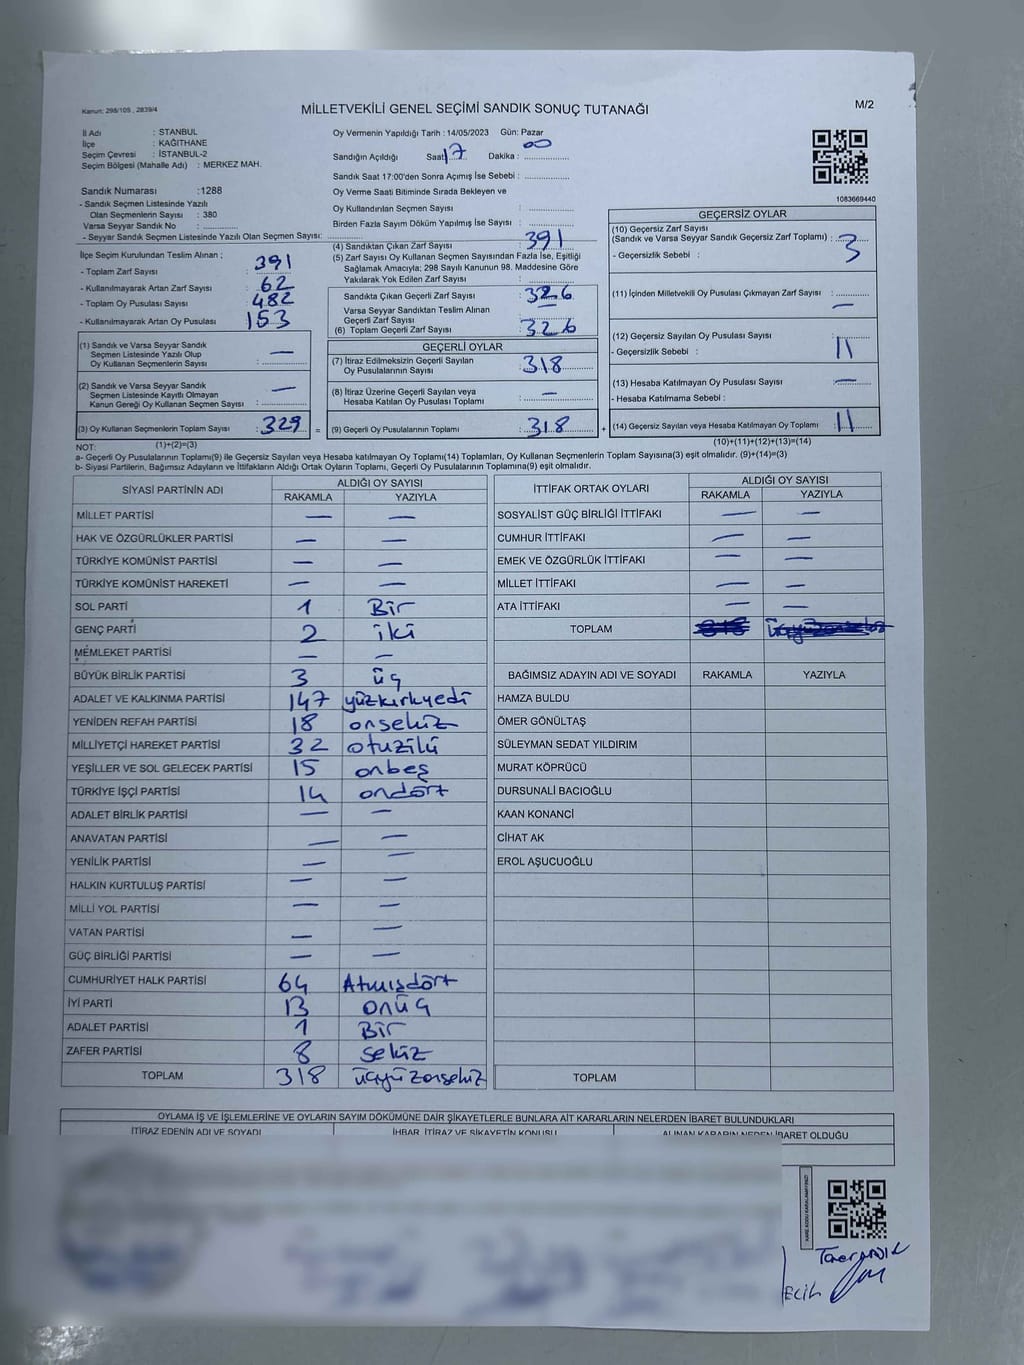 Kanun: 298/105 , 2839/4
MİLLETVEKİLİ GENEL SEÇİMİ SANDIK SONUÇ TUTANAĞI
M/2
İl Adı : STANBUL
İlçe : KAĞITHANE
Seçim Çevresi : İSTANBUL-2
Seçim Bölgesi (Mahalle Adı) : MERKEZ MAH.
Sandık Numarası :1288
- Sandık Seçmen Listesinde Yazılı
Olan Seçmenlerin Sayısı : 380
Varsa Seyyar Sandık No :
- Seyyar Sandık Seçmen Listesinde Yazılı Olan Seçmen Sayısı:
Oy Vermenin Yapıldığı Tarih : 14/05/2023 Gün: Pazar
Sandığın Açıldığı Saat 17 Dakika : 00
Sandık Saat 17:00'den Sonra Açımış İse Sebebi :
Oy Verme Saati Bitiminde Sırada Bekleyen ve
Oy Kullandırılan Seçmen Sayısı :
Birden Fazla Sayım Döküm Yapılmış İse Sayısı :
1083669440
İlçe Seçim Kurulundan Teslim Alınan ;
- Toplam Zarf Sayısı : 391
- Kullanılmayarak Artan Zarf Sayısı : 62
- Toplam Oy Pusulası Sayısı : 482
- Kullanılmayarak Artan Oy Pusulası 153
(1) Sandık ve Varsa Seyyar Sandık
Seçmen Listesinde Yazılı Olup
Oy Kullanan Seçmenlerin Sayısı : —
(2) Sandık ve Varsa Seyyar Sandık
Seçmen Listesinde Kayıtlı Olmayan
Kanun Gereği Oy Kullanan Seçmen Sayısı : —
(3) Oy Kullanan Seçmenlerin Toplam Sayısı : 329 =
(1)+(2)=(3)
(4) Sandıktan Çıkan Zarf Sayısı : 391
(5) Zarf Sayısı Oy Kullanan Seçmen Sayısından Fazla İse, Eşitliği
Sağlamak Amacıyla; 298 Sayılı Kanunun 98. Maddesine Göre
Yakılarak Yok Edilen Zarf Sayısı :
Sandıkta Çıkan Geçerli Zarf Sayısı : 326
Varsa Seyyar Sandıktan Teslim Alınan
Geçerli Zarf Sayısı : —
(6) Toplam Geçerli Zarf Sayısı : 326
GEÇERLİ OYLAR
(7) İtiraz Edilmeksizin Geçerli Sayılan
Oy Pusulalarının Sayısı : 318
(8) İtiraz Üzerine Geçerli Sayılan veya
Hesaba Katılan Oy Pusulası Toplamı : —
(9) Geçerli Oy Pusulalarının Toplamı : 318 +
GEÇERSİZ OYLAR
(10) Geçersiz Zarf Sayısı
(Sandık ve Varsa Seyyar Sandık Geçersiz Zarf Toplamı) : 3
- Geçersizlik Sebebi :
(11) İçinden Milletvekili Oy Pusulası Çıkmayan Zarf Sayısı : —
(12) Geçersiz Sayılan Oy Pusulası Sayısı : 11
- Geçersizlik Sebebi :
(13) Hesaba Katılmayan Oy Pusulası Sayısı : —
- Hesaba Katılmama Sebebi :
(14) Geçersiz Sayılan veya Hesaba Katılmayan Oy Toplamı : 11
(10)+(11)+(12)+(13)=(14)
NOT:
a- Geçerli Oy Pusulalarının Toplamı(9) ile Geçersiz Sayılan veya Hesaba katılmayan Oy Toplamı(14) Toplamları, Oy Kullanan Seçmenlerin Toplam Sayısına(3) eşit olmalıdır. (9)+(14)=(3)
b- Siyasi Partilerin, Bağımsız Adayların ve İttifakların Aldığı Ortak Oyların Toplamı, Geçerli Oy Pusulalarının Toplamına(9) eşit olmalıdır.
SİYASİ PARTİNİN ADI ALDIĞI OY SAYISI
RAKAMLA YAZIYLA
MİLLET PARTİSİ — —
HAK VE ÖZGÜRLÜKLER PARTİSİ — —
TÜRKİYE KOMÜNİST PARTİSİ — —
TÜRKİYE KOMÜNİST HAREKETİ — —
SOL PARTİ 1 Bir
GENÇ PARTİ 2 iki
MEMLEKET PARTİSİ — —
BÜYÜK BİRLİK PARTİSİ 3 üç
ADALET VE KALKINMA PARTİSİ 147 yüzkırkyedi
YENİDEN REFAH PARTİSİ 18 onsekiz
MİLLİYETÇİ HAREKET PARTİSİ 32 otuziki
YEŞİLLER VE SOL GELECEK PARTİSİ 15 onbeş
TÜRKİYE İŞÇİ PARTİSİ 14 ondört
ADALET BİRLİK PARTİSİ — —
ANAVATAN PARTİSİ — —
YENİLİK PARTİSİ — —
HALKIN KURTULUŞ PARTİSİ — —
MİLLİ YOL PARTİSİ — —
VATAN PARTİSİ — —
GÜÇ BİRLİĞİ PARTİSİ — —
CUMHURİYET HALK PARTİSİ 64 Atmışdört
İYİ PARTİ 13 onüç
ADALET PARTİSİ 1 Bir
ZAFER PARTİSİ 8 sekiz
TOPLAM 318 üçyüzonsekiz
İTTİFAK ORTAK OYLARI ALDIĞI OY SAYISI
RAKAMLA YAZIYLA
SOSYALİST GÜÇ BİRLİĞİ İTTİFAKI — —
CUMHUR İTTİFAKI — —
EMEK VE ÖZGÜRLÜK İTTİFAKI — —
MİLLET İTTİFAKI — —
ATA İTTİFAKI — —
TOPLAM 318 üçyüzonsekiz
BAĞIMSIZ ADAYIN ADI VE SOYADI RAKAMLA YAZIYLA
HAMZA BULDU
ÖMER GÖNÜLTAŞ
SÜLEYMAN SEDAT YILDIRIM
MURAT KÖPRÜCÜ
DURSUNALİ BACIOĞLU
KAAN KONANCİ
CİHAT AK
EROL AŞUCUOĞLU
TOPLAM
OYLAMA İŞ VE İŞLEMLERİNE VE OYLARIN SAYIM DÖKÜMÜNE DAİR ŞİKAYETLERLE BUNLARA AİT KARARLARIN NELERDEN İBARET BULUNDUKLARI
İTİRAZ EDENİN ADI VE SOYADI İHBAR, İTİRAZ VE ŞİKAYETİN KONUSU ALINAN KARARIN NEDEN İBARET OLDUĞU